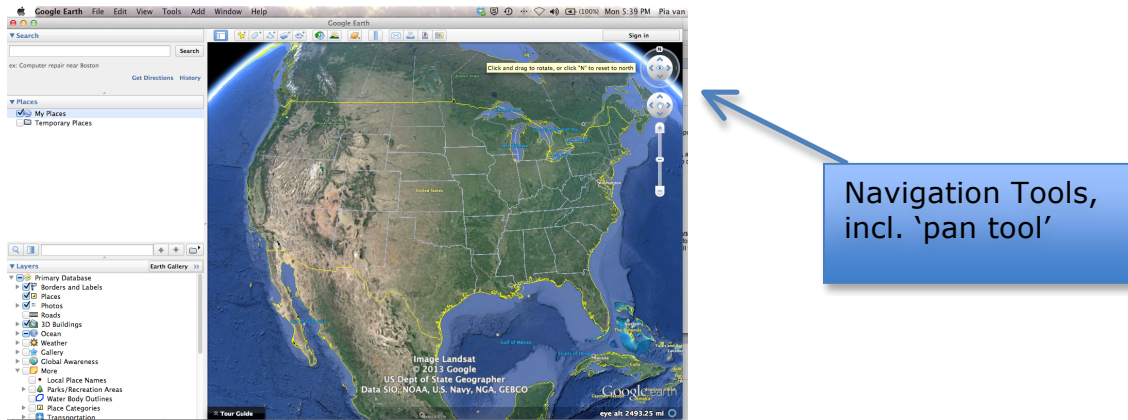 Google Earth File Edit View Tools Add Window Help (100%) Mon 5:39 PM Pia van
Google Earth
▼ Search
Sign in
Search
ex: Computer repair near Boston
Get Directions History
Click and drag to rotate, or click "N" to reset to north
N
▼ Places
My Places
Temporary Places
United States
Navigation Tools,
incl. ‘pan tool’
▼ Layers
Earth Gallery >>
Primary Database
Borders and Labels
Places
Photos
Roads
3D Buildings
Ocean
Weather
Gallery
Global Awareness
More
Local Place Names
Parks/Recreation Areas
Water Body Outlines
Place Categories
Transportation
Gulf of Mexico
Image Landsat
© 2013 Google
US Dept of State Geographer
Data SIO, NOAA, U.S. Navy, NGA, GEBCO
Google earth
Tour Guide
eye alt 2493.25 mi